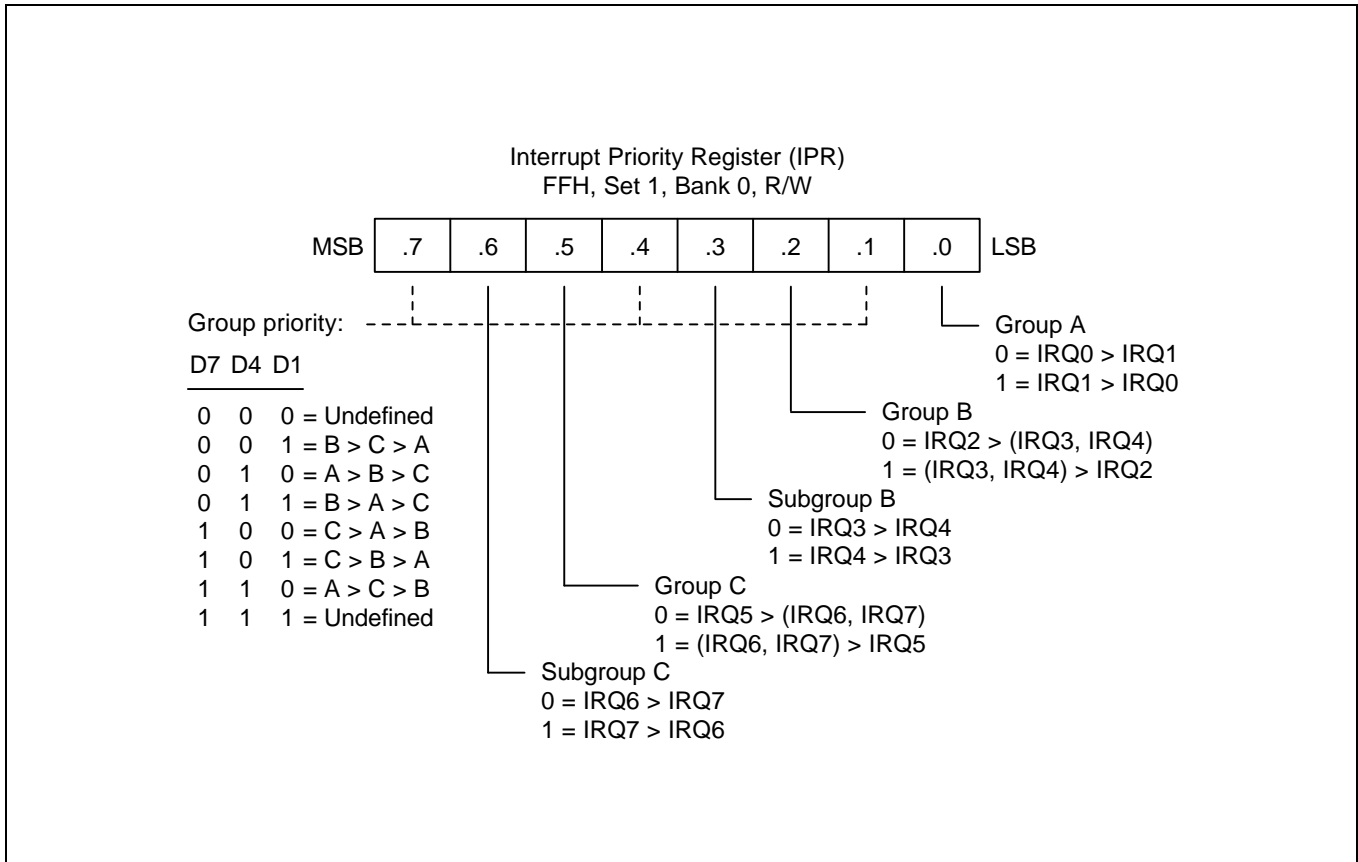 Interrupt Priority Register (IPR)
FFH, Set 1, Bank 0, R/W
MSB .7 .6 .5 .4 .3 .2 .1 .0 LSB
Group priority:
D7 D4 D1
0 0 0 = Undefined
0 0 1 = B > C > A
0 1 0 = A > B > C
0 1 1 = B > A > C
1 0 0 = C > A > B
1 0 1 = C > B > A
1 1 0 = A > C > B
1 1 1 = Undefined
Group A
0 = IRQ0 > IRQ1
1 = IRQ1 > IRQ0
Group B
0 = IRQ2 > (IRQ3, IRQ4)
1 = (IRQ3, IRQ4) > IRQ2
Subgroup B
0 = IRQ3 > IRQ4
1 = IRQ4 > IRQ3
Group C
0 = IRQ5 > (IRQ6, IRQ7)
1 = (IRQ6, IRQ7) > IRQ5
Subgroup C
0 = IRQ6 > IRQ7
1 = IRQ7 > IRQ6